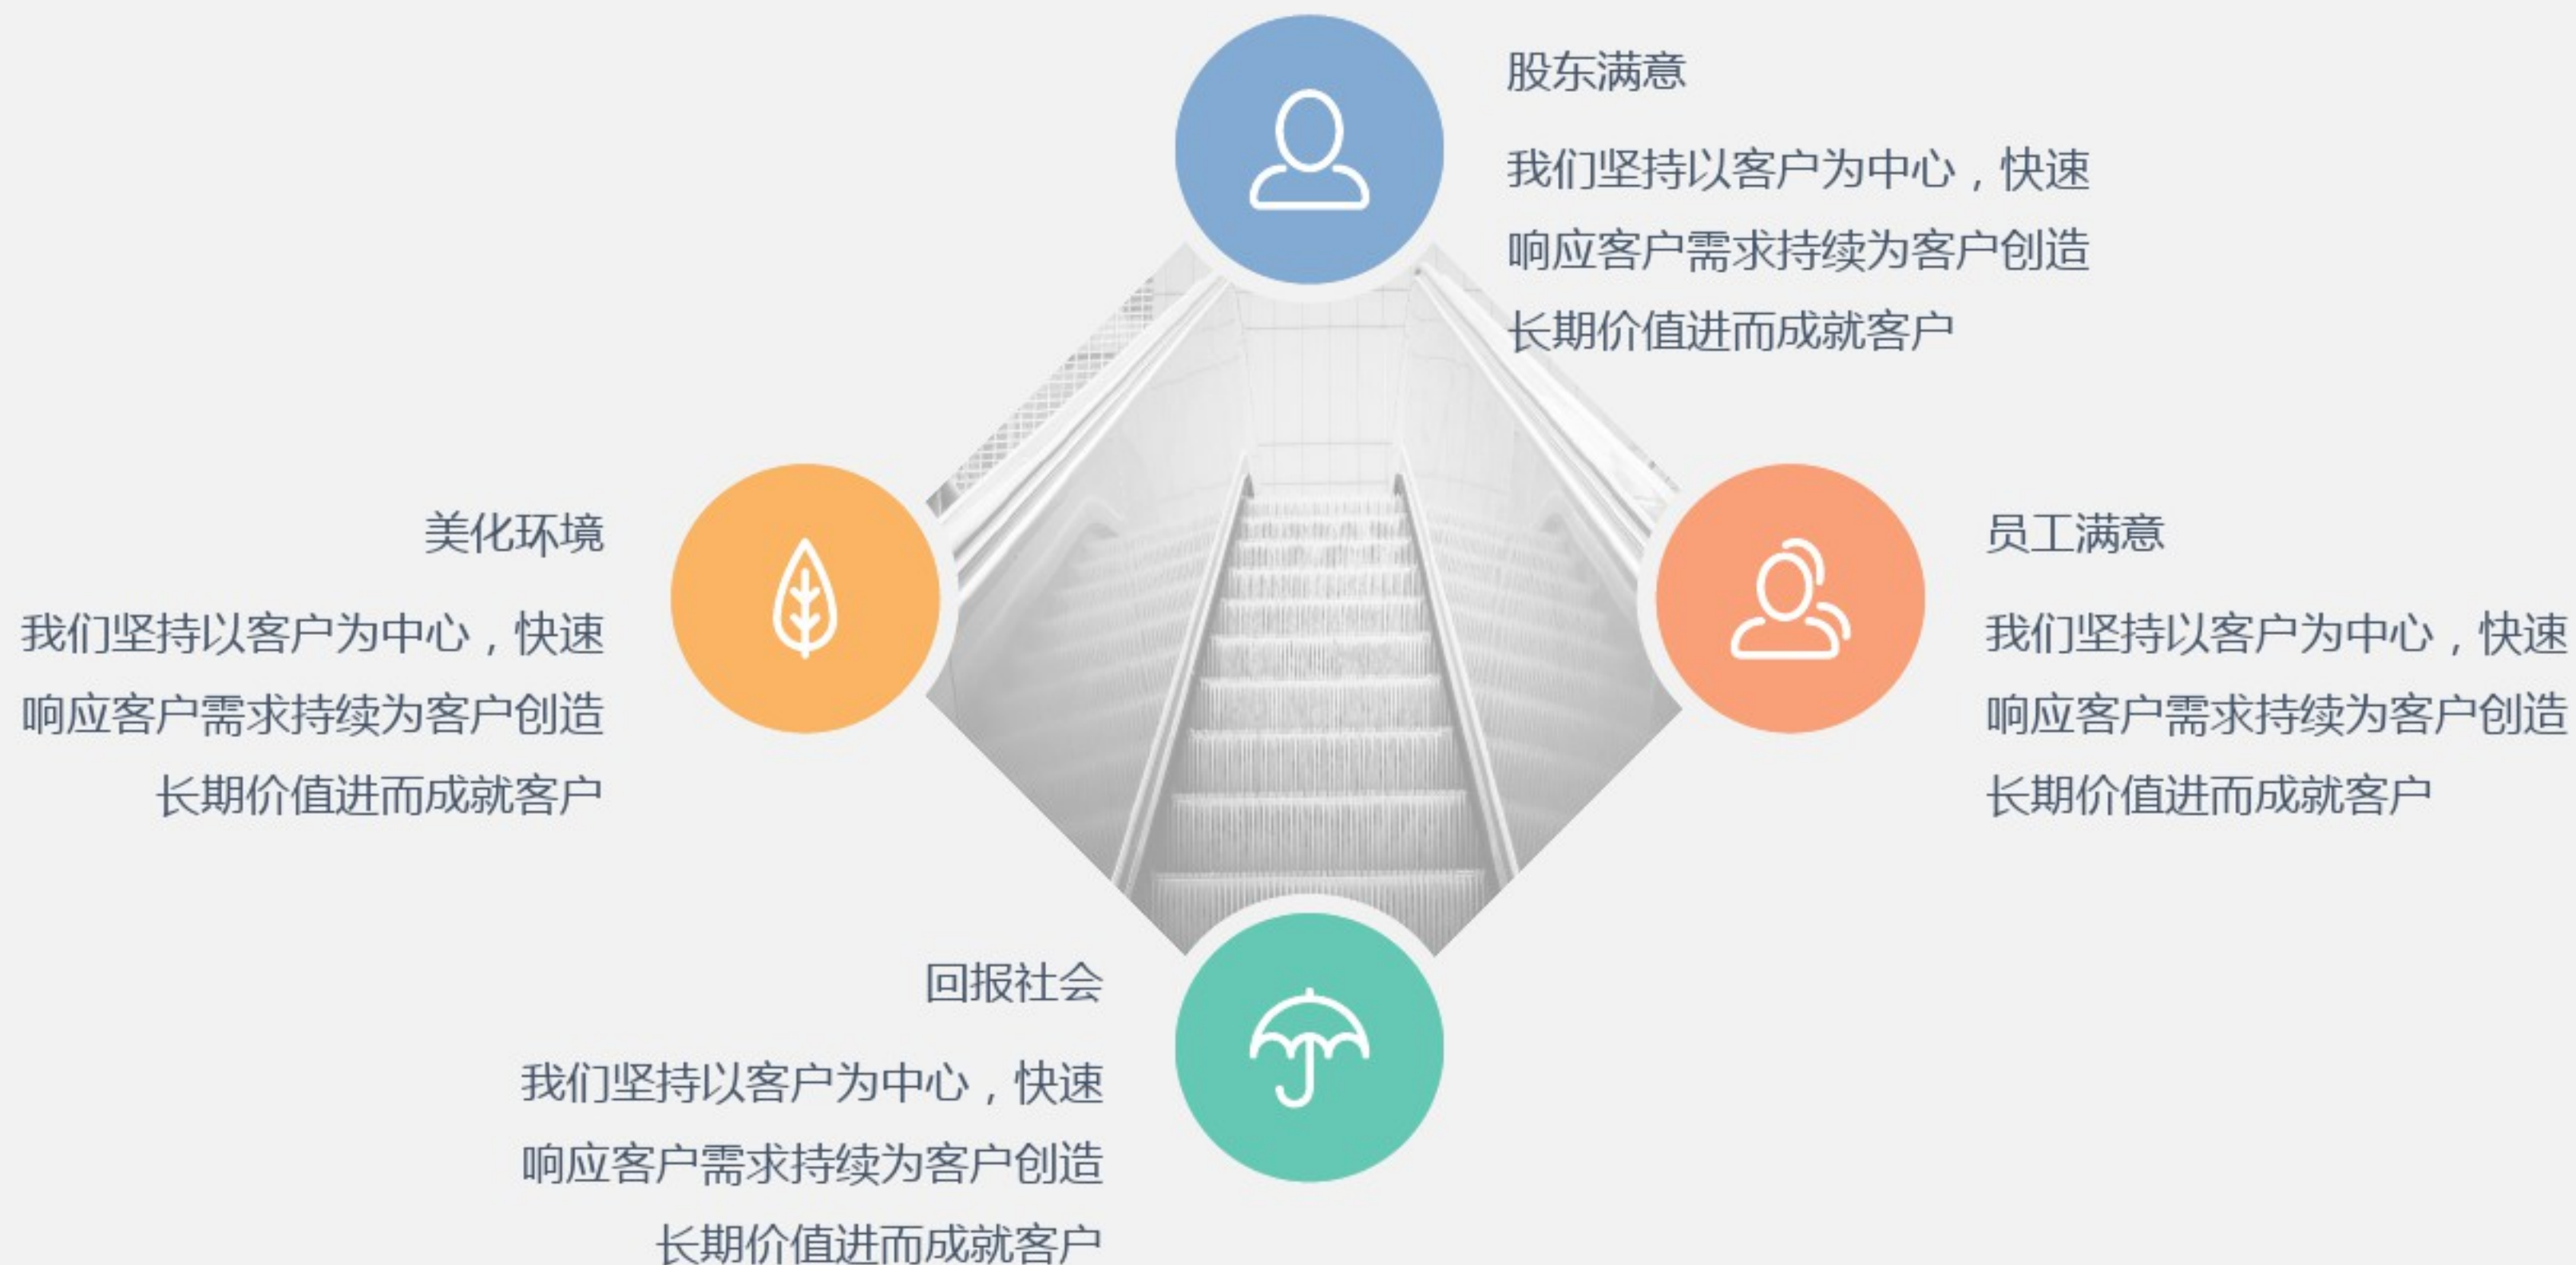 股东满意
我们坚持以客户为中心，快速
响应客户需求持续为客户创造
长期价值进而成就客户
美化环境
我们坚持以客户为中心，快速
响应客户需求持续为客户创造
长期价值进而成就客户
员工满意
我们坚持以客户为中心，快速
响应客户需求持续为客户创造
长期价值进而成就客户
回报社会
我们坚持以客户为中心，快速
响应客户需求持续为客户创造
长期价值进而成就客户